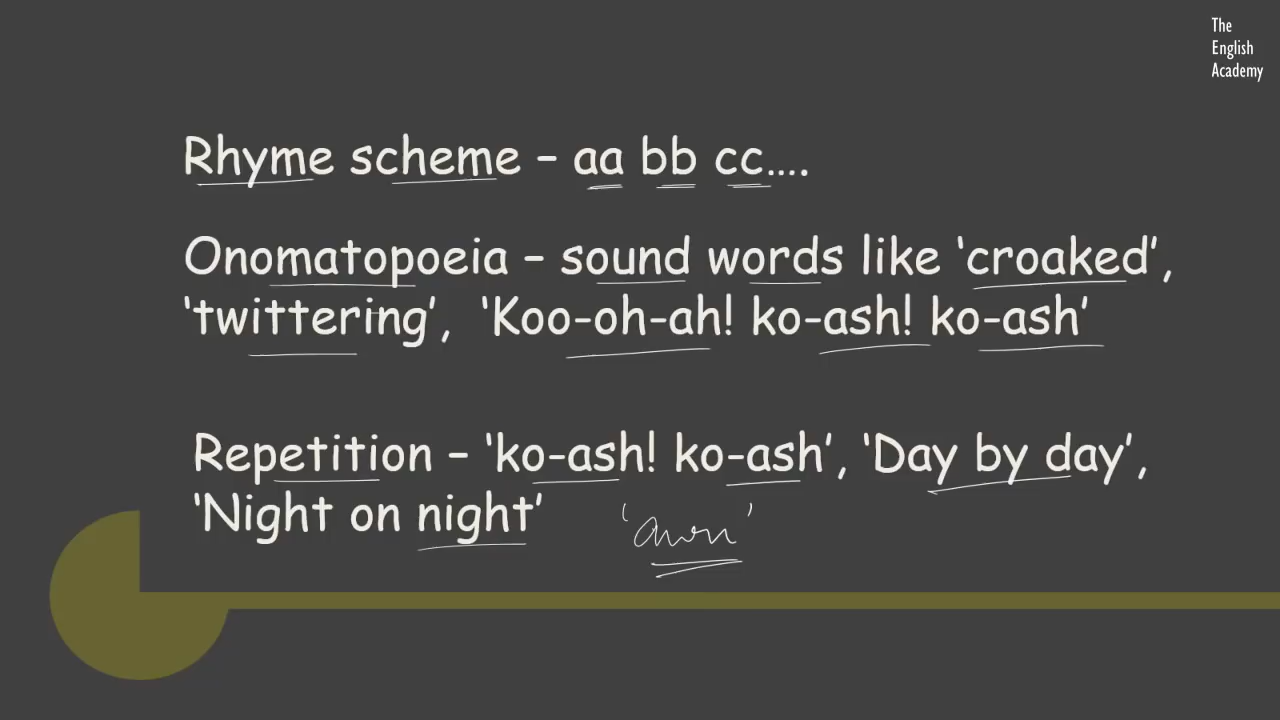 The
English
Academy
Rhyme scheme – aa bb cc....
Onomatopoeia – sound words like ‘croaked’,
‘twittering’, ‘Koo-oh-ah! ko-ash! ko-ash’
Repetition – ‘ko-ash! ko-ash’, ‘Day by day’,
‘Night on night’